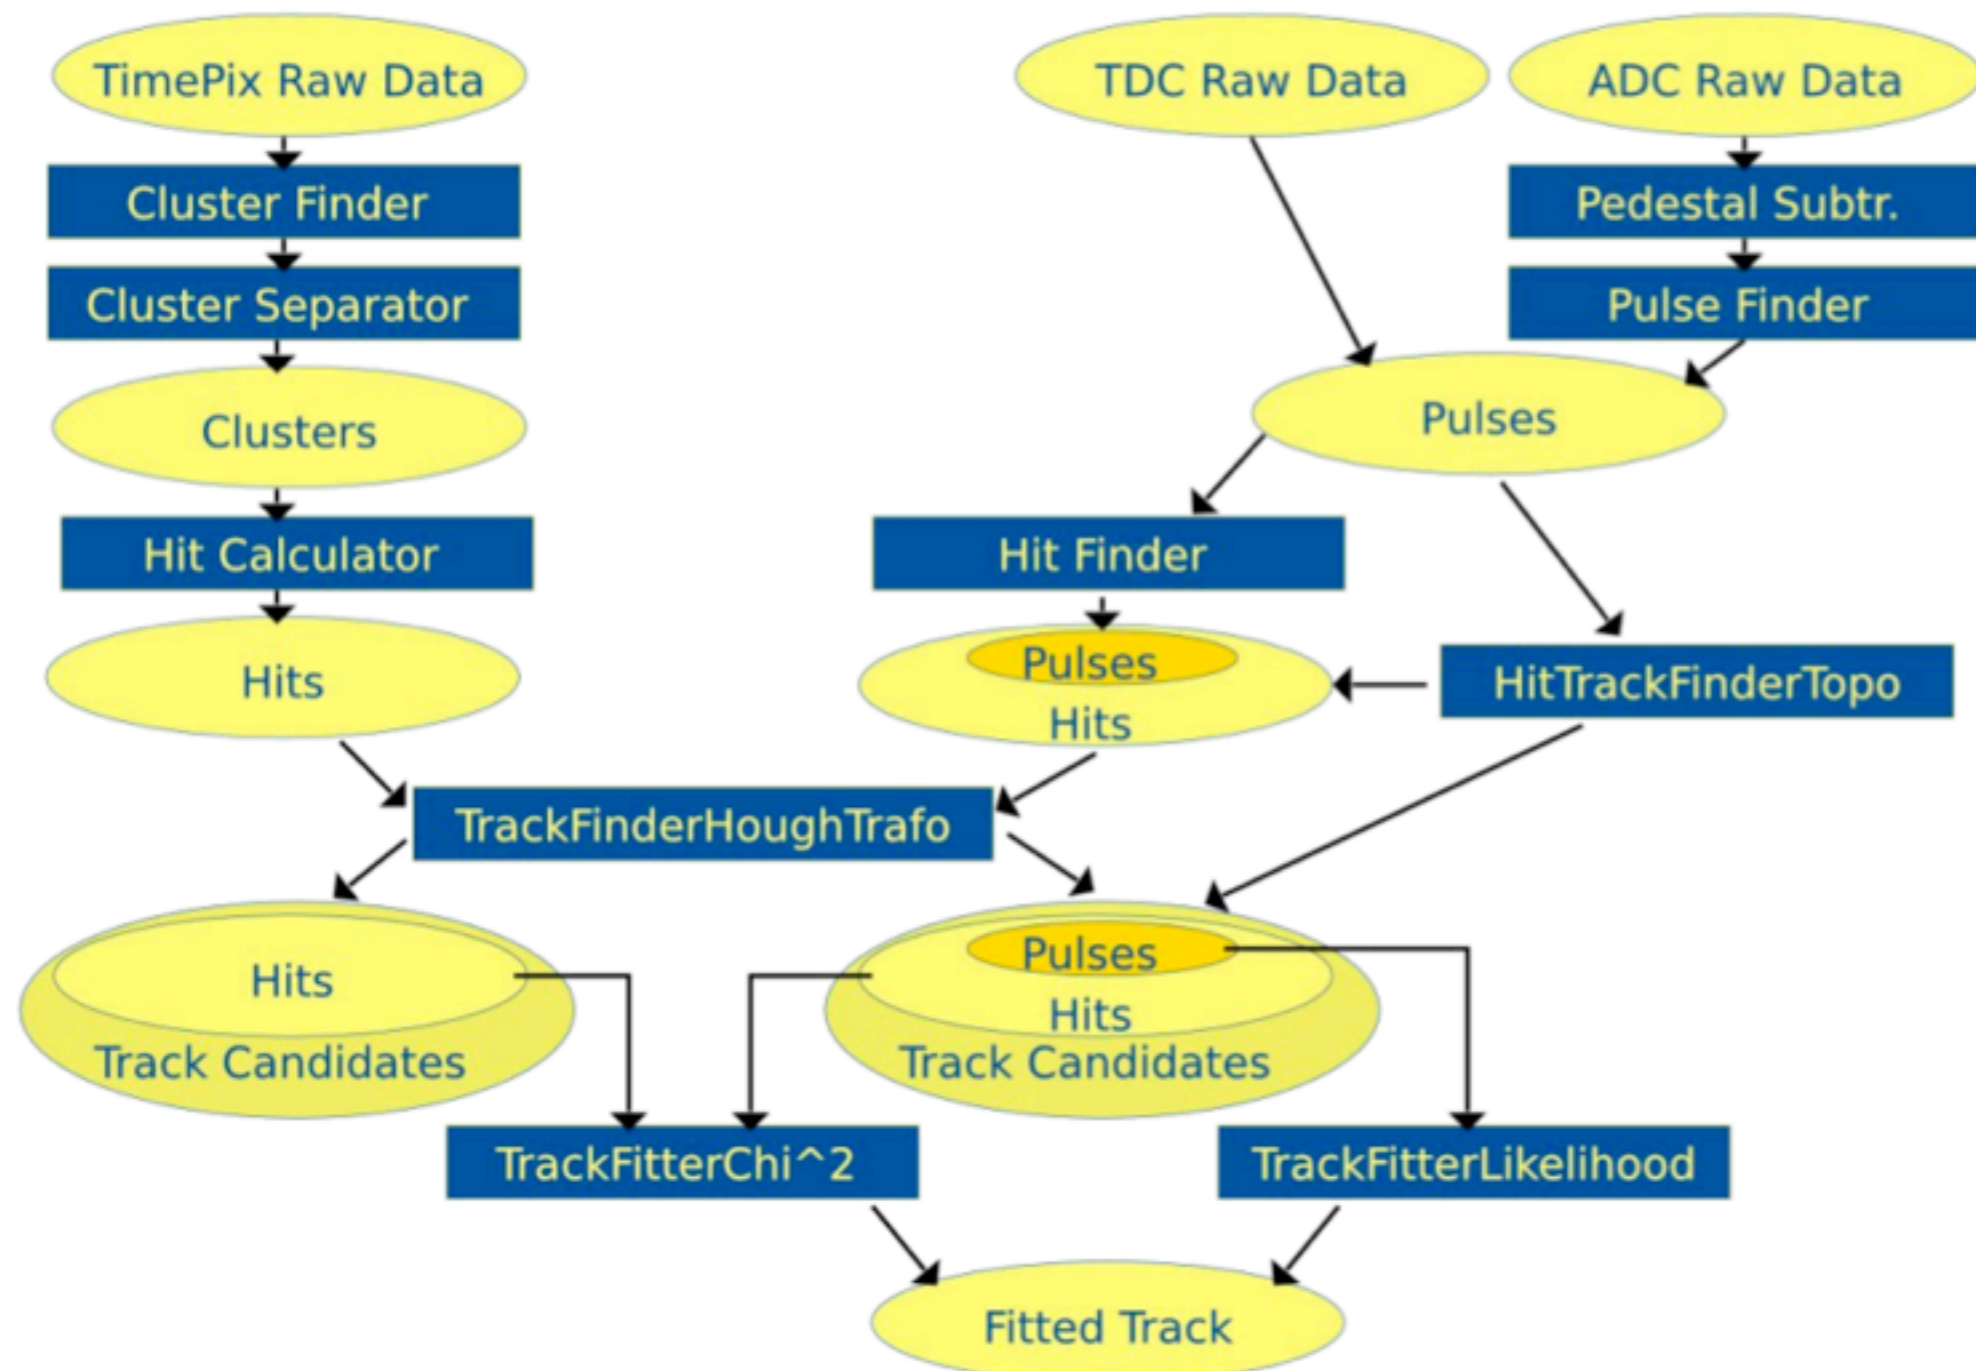 TimePix Raw Data
TDC Raw Data
ADC Raw Data
Cluster Finder
Pedestal Subtr.
Cluster Separator
Pulse Finder
Clusters
Pulses
Hit Calculator
Hit Finder
Hits
Pulses
Hits
HitTrackFinderTopo
TrackFinderHoughTrafo
Hits
Track Candidates
Pulses
Hits
Track Candidates
TrackFitterChi^2
TrackFitterLikelihood
Fitted Track